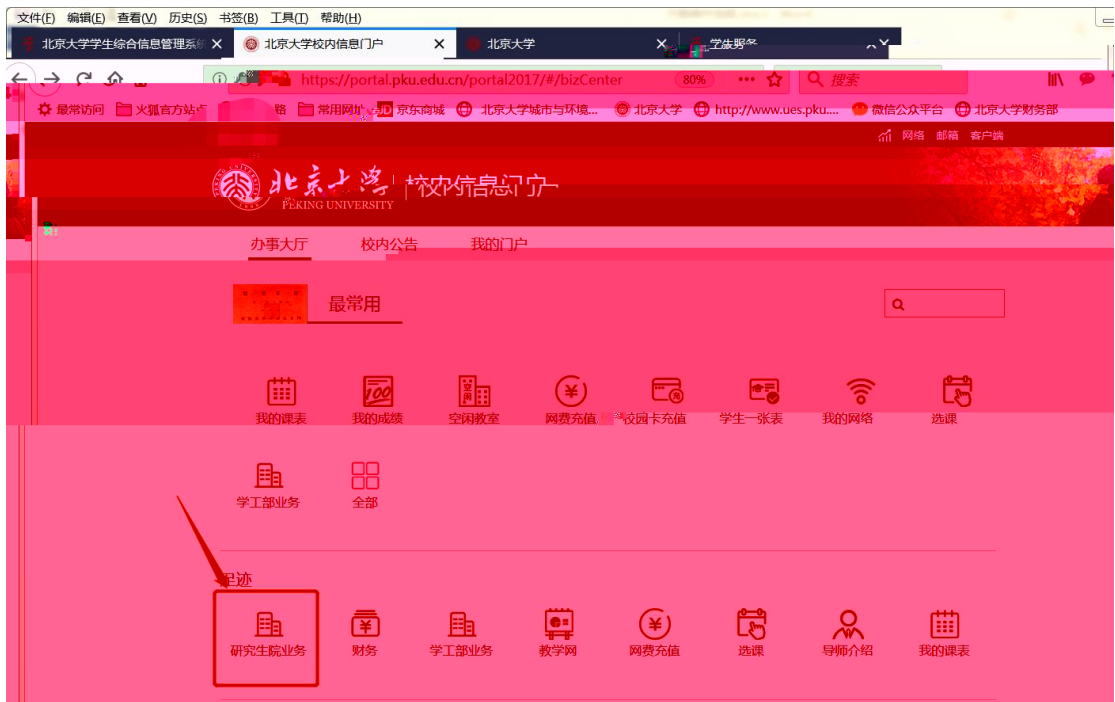 文件(F) 编辑(E) 查看(V) 历史(S) 书签(B) 工具(T) 帮助(H)
北京大学学生综合信息管理系统 北京大学校内信息门户 北京大学
https://portal.pku.edu.cn/portal2017/#/bizCenter 80% 搜索
最常访问 火狐官方站点 常用网址 JD 京东商城 北京大学城市与环境... 北京大学 http://www.ues.pku.... 微信公众平台 北京大学财务部
网络 邮箱 客户端
北京大学 校内信息门户
PEKING UNIVERSITY
办事大厅 校内公告 我的门户
最常用
100 空闲
我的课表 我的成绩 空闲教室 网费充值 校园卡充值 学生一张表 我的网络 选课
学工部业务 全部
足迹
研究生院业务 财务 学工部业务 教学网 网费充值 选课 导师介绍 我的课表